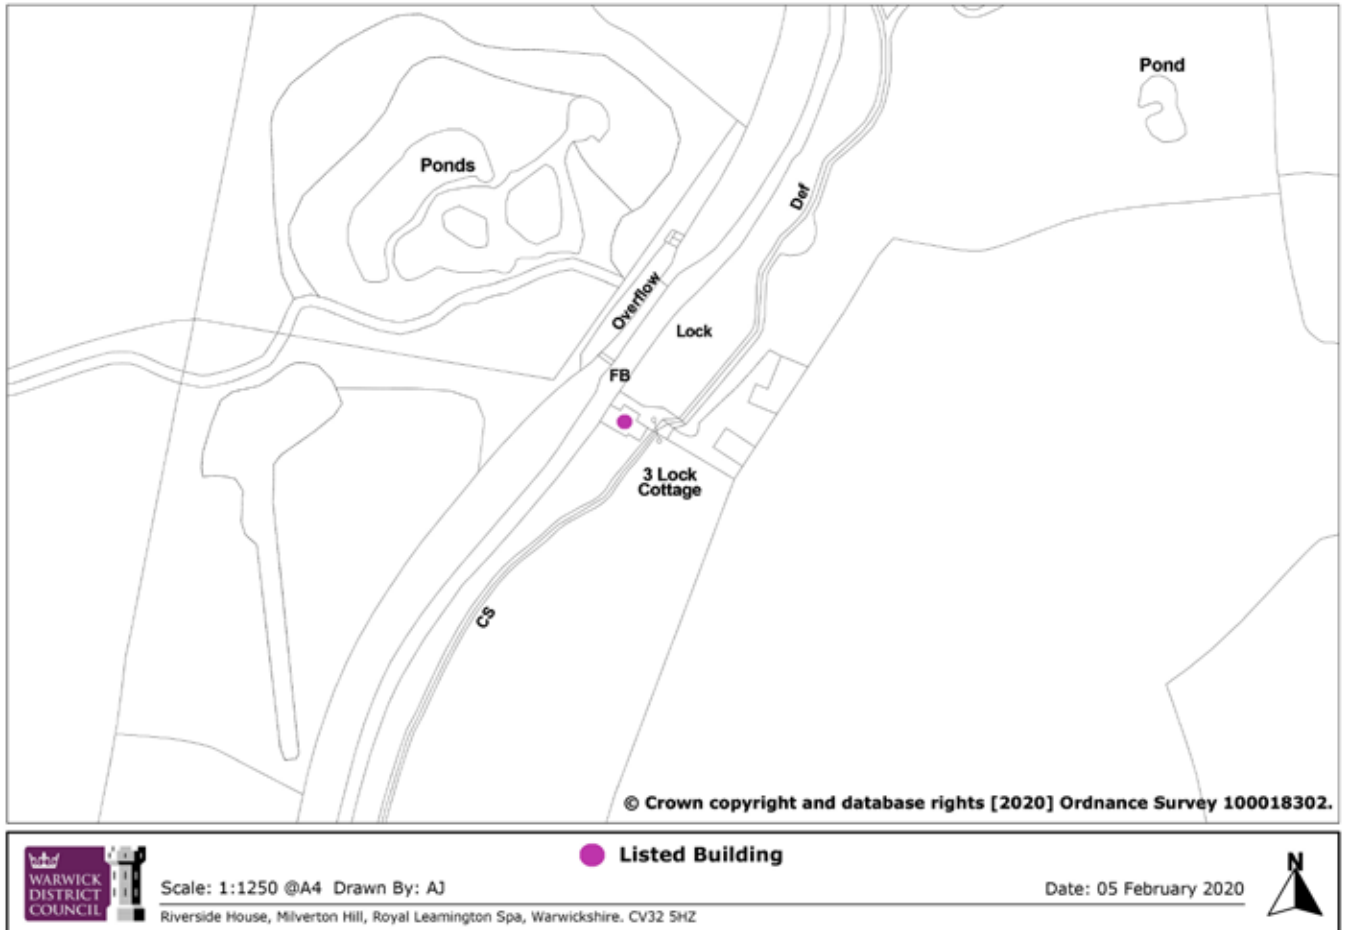 Pond
Ponds
Def
Overflow
Lock
FB
3 Lock
Cottage
CS
© Crown copyright and database rights [2020] Ordnance Survey 100018302.
Listed Building
WARWICK
DISTRICT
COUNCIL
Scale: 1:1250 @A4 Drawn By: AJ
Date: 05 February 2020
N
Riverside House, Milverton Hill, Royal Leamington Spa, Warwickshire. CV32 5HZ